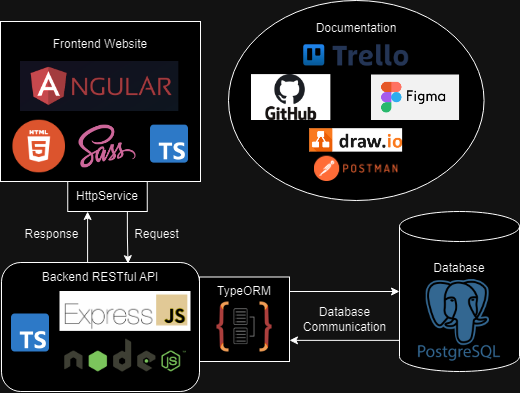 Frontend Website
ANGULAR
HTML
5
Sass
TS
HttpService
Response
Request
Documentation
Trello
GitHub
Figma
draw.io
POSTMAN
Backend RESTful API
TS
Express
JS
node
JS
TypeORM
Database
Communication
Database
PostgreSQL